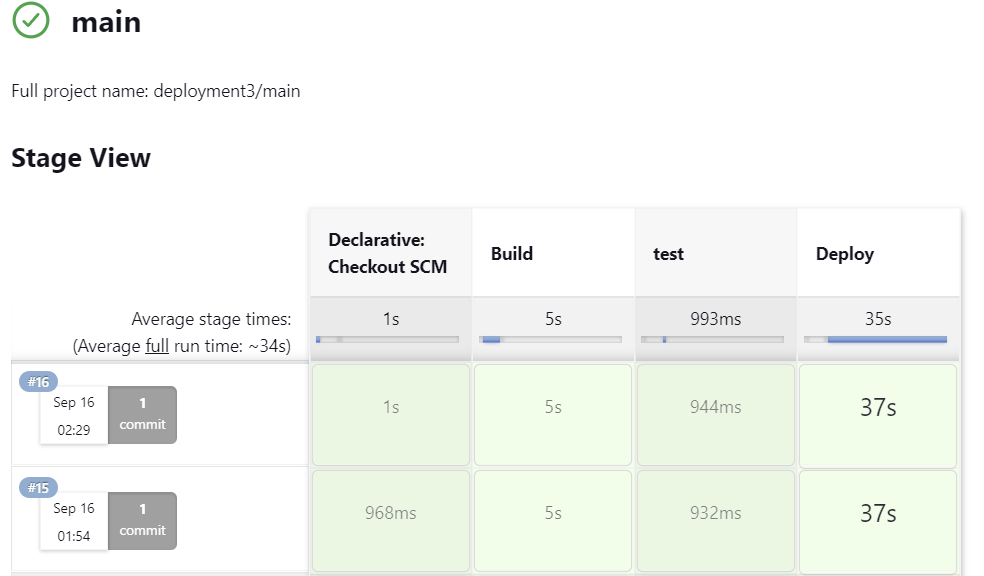 main
Full project name: deployment3/main
Stage View
Declarative: Checkout SCM
Build
test
Deploy
Average stage times:
(Average full run time: ~34s)
1s
5s
993ms
35s
#16
Sep 16
02:29
1
commit
1s
5s
944ms
37s
#15
Sep 16
01:54
1
commit
968ms
5s
932ms
37s